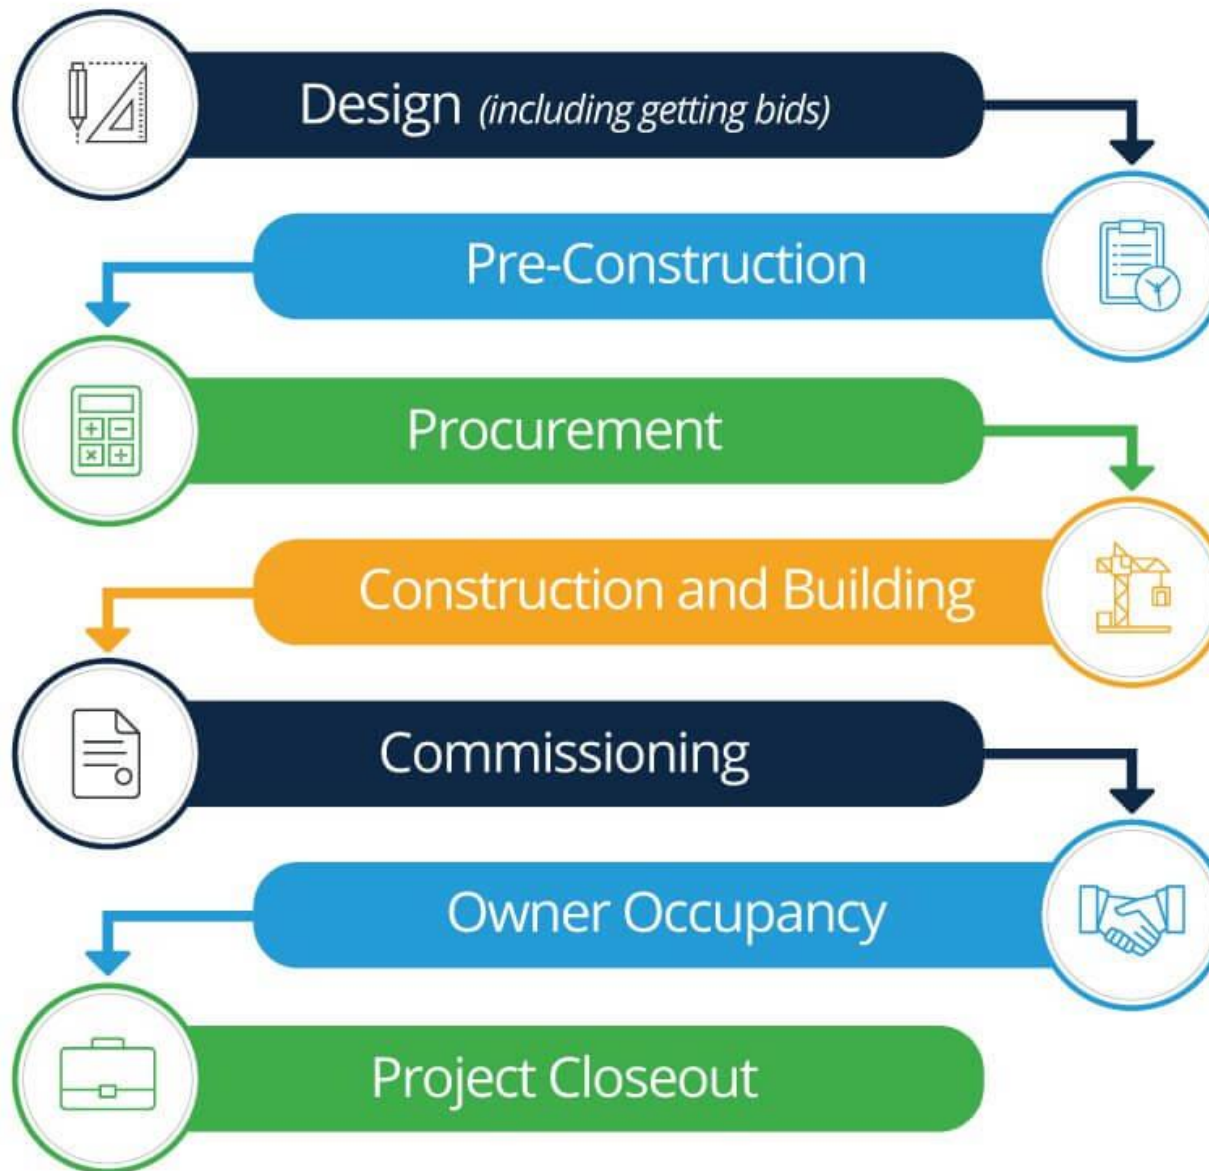 Design (including getting bids)
Pre-Construction
Procurement
Construction and Building
Commissioning
Owner Occupancy
Project Closeout